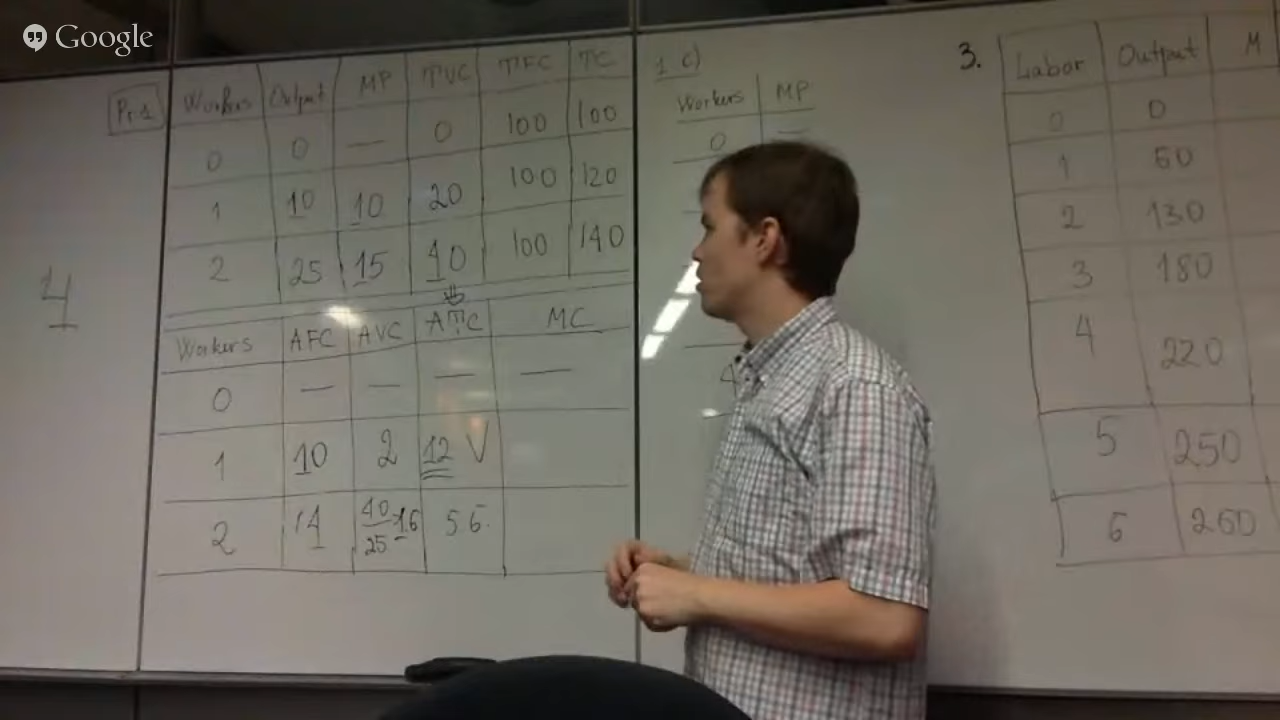 Google
Pr.1
Workers Output MP TVC TFC TC
0 0 — 0 100 100
1 10 10 20 100 120
2 25 15 40 100 140
Workers AFC AVC ATC MC
0 — — — —
1 10 2 12 V
2 4 40/25 1.6 5.6
4
1 c)
Workers MP
0 —
4
3.
Labor Output M
0 0
1 60
2 130
3 180
4 220
5 250
6 260